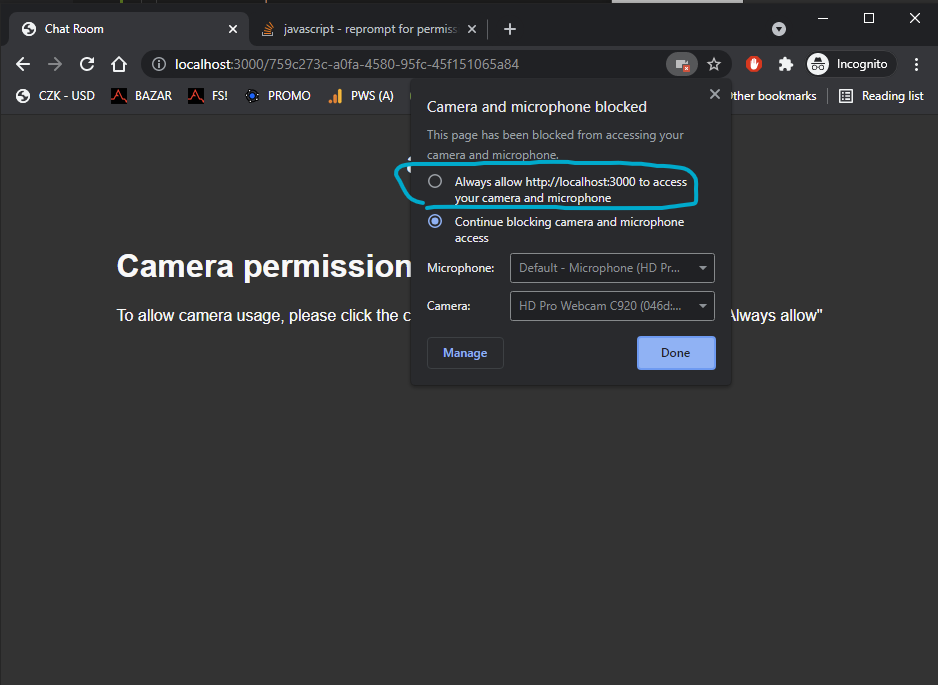 Chat Room
javascript - reprompt for permiss
localhost:3000/759c273c-a0fa-4580-95fc-45f151065a84
Incognito
CZK - USD
BAZAR
FS!
PROMO
PWS (A)
ther bookmarks
Reading list
Camera and microphone blocked
This page has been blocked from accessing your
camera and microphone.
Always allow http://localhost:3000 to access
your camera and microphone
Continue blocking camera and microphone
access
Microphone:
Default - Microphone (HD Pr...
Camera:
HD Pro Webcam C920 (046d:...
Manage
Done
Camera permission
To allow camera usage, please click the c
Always allow"